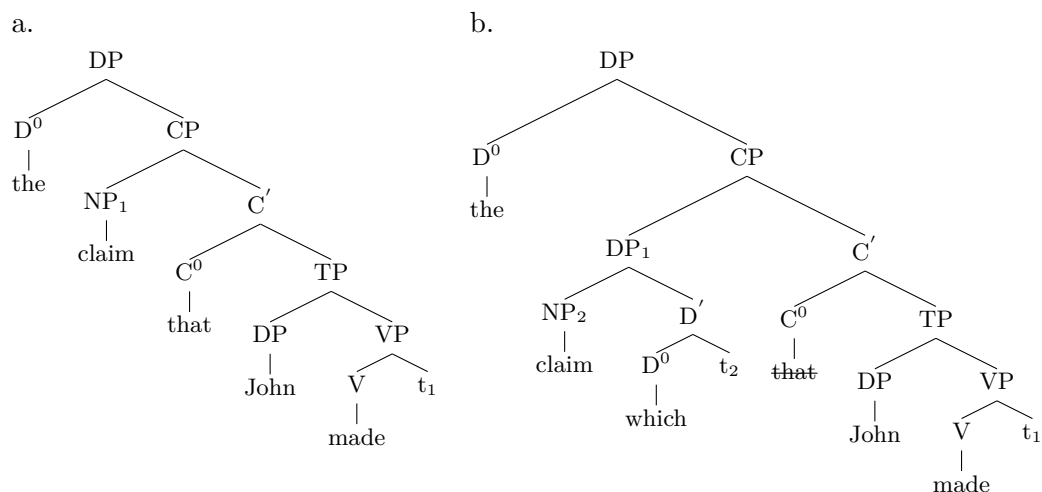 a.
DP
D⁰ CP
the
NP₁ C′
claim
C⁰ TP
that
DP VP
John
V t₁
made
b.
DP
D⁰ CP
the
DP₁ C′
NP₂ D′ C⁰ TP
claim
D⁰ t₂ that
DP VP
which
John
V t₁
made